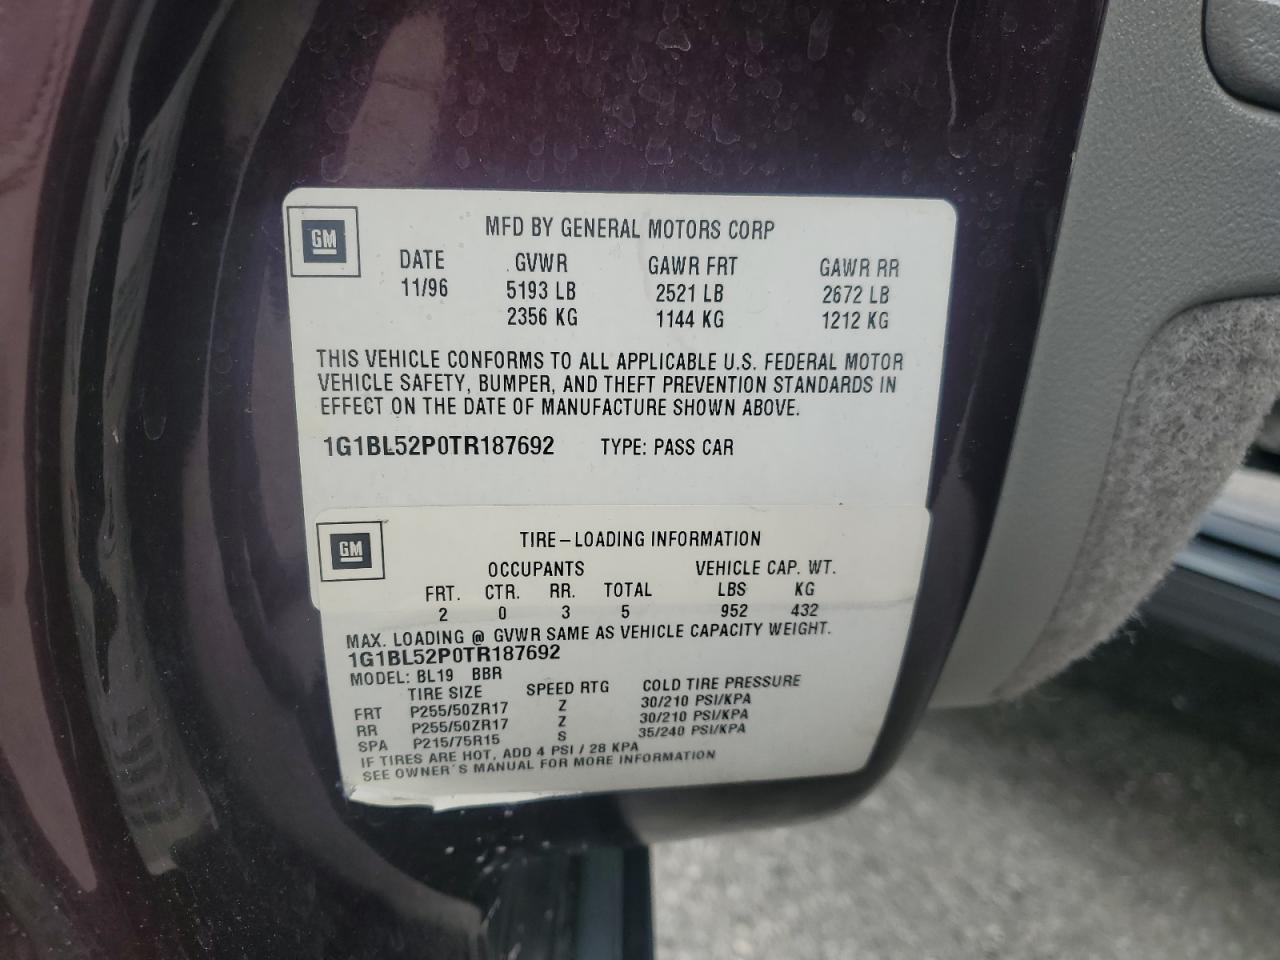 GM
MFD BY GENERAL MOTORS CORP
DATE GVWR GAWR FRT GAWR RR
11/96 5193 LB 2521 LB 2672 LB
2356 KG 1144 KG 1212 KG
THIS VEHICLE CONFORMS TO ALL APPLICABLE U.S. FEDERAL MOTOR
VEHICLE SAFETY, BUMPER, AND THEFT PREVENTION STANDARDS IN
EFFECT ON THE DATE OF MANUFACTURE SHOWN ABOVE.
1G1BL52P0TR187692 TYPE: PASS CAR
GM
TIRE-LOADING INFORMATION
OCCUPANTS VEHICLE CAP. WT.
FRT. CTR. RR. TOTAL LBS KG
2 0 3 5 952 432
MAX. LOADING @ GVWR SAME AS VEHICLE CAPACITY WEIGHT.
1G1BL52P0TR187692
MODEL: BL19 BBR
TIRE SIZE SPEED RTG COLD TIRE PRESSURE
FRT P255/50ZR17 Z 30/210 PSI/KPA
RR P255/50ZR17 Z 30/210 PSI/KPA
SPA P215/75R15 S 35/240 PSI/KPA
IF TIRES ARE HOT, ADD 4 PSI / 28 KPA
SEE OWNER'S MANUAL FOR MORE INFORMATION